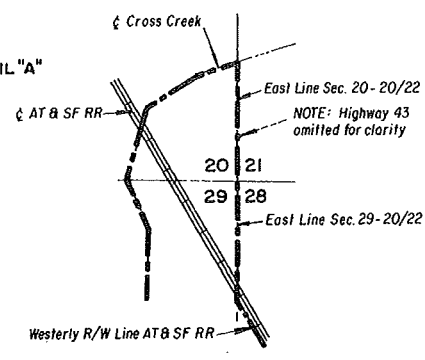 ℄ Cross Creek
IL "A"
East Line Sec. 20 - 20/22
℄ AT & SF RR
NOTE: Highway 43
omitted for clarity
20 21
29 28
East Line Sec. 29 - 20/22
Westerly R/W Line AT & SF RR